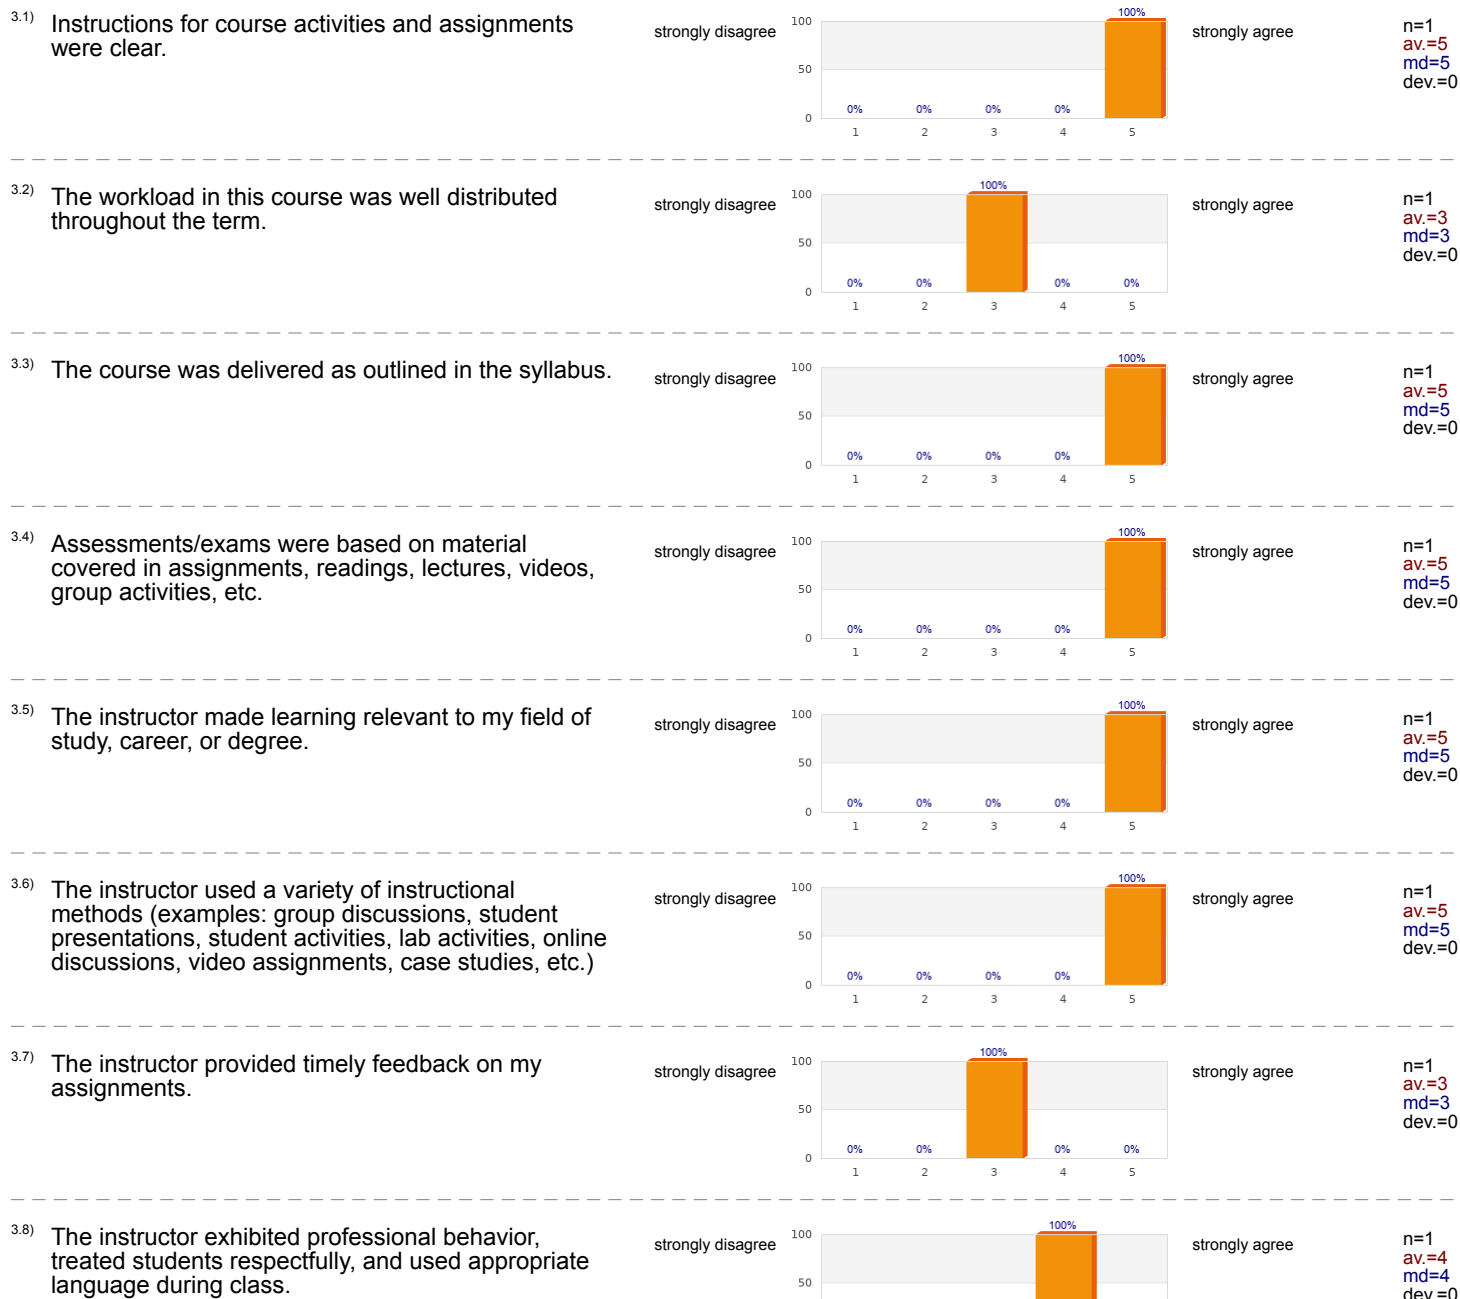 3.1) Instructions for course activities and assignments
were clear.
strongly disagree
100
50
0
0% 0% 0% 0% 100%
1 2 3 4 5
strongly agree
n=1
av.=5
md=5
dev.=0
3.2) The workload in this course was well distributed
throughout the term.
strongly disagree
100
50
0
0% 0% 100% 0% 0%
1 2 3 4 5
strongly agree
n=1
av.=3
md=3
dev.=0
3.3) The course was delivered as outlined in the syllabus.
strongly disagree
100
50
0
0% 0% 0% 0% 100%
1 2 3 4 5
strongly agree
n=1
av.=5
md=5
dev.=0
3.4) Assessments/exams were based on material
covered in assignments, readings, lectures, videos,
group activities, etc.
strongly disagree
100
50
0
0% 0% 0% 0% 100%
1 2 3 4 5
strongly agree
n=1
av.=5
md=5
dev.=0
3.5) The instructor made learning relevant to my field of
study, career, or degree.
strongly disagree
100
50
0
0% 0% 0% 0% 100%
1 2 3 4 5
strongly agree
n=1
av.=5
md=5
dev.=0
3.6) The instructor used a variety of instructional
methods (examples: group discussions, student
presentations, student activities, lab activities, online
discussions, video assignments, case studies, etc.)
strongly disagree
100
50
0
0% 0% 0% 0% 100%
1 2 3 4 5
strongly agree
n=1
av.=5
md=5
dev.=0
3.7) The instructor provided timely feedback on my
assignments.
strongly disagree
100
50
0
0% 0% 100% 0% 0%
1 2 3 4 5
strongly agree
n=1
av.=3
md=3
dev.=0
3.8) The instructor exhibited professional behavior,
treated students respectfully, and used appropriate
language during class.
strongly disagree
100
50
100%
strongly agree
n=1
av.=4
md=4
dev.=0